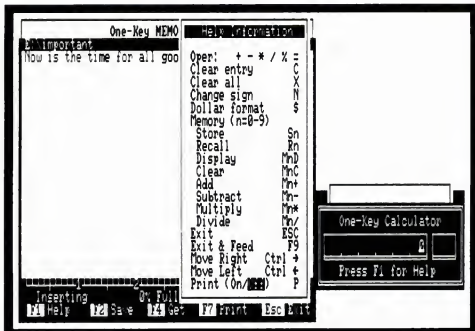 One-Key MEMO
E:\important
Now is the time for all goo
Inserting 0% Full
F1 Help F2 Save F4 Get F7 Print Esc Exit
Help Information
Oper: + - * / % =
Clear entry C
Clear all X
Change sign N
Dollar format $
Memory (n=0-9)
Store Sn
Recall Rn
Display MnD
Clear MnC
Add Mn+
Subtract Mn-
Multiply Mn*
Divide Mn/
Exit ESC
Exit & Feed F9
Move Right Ctrl →
Move Left Ctrl ←
Print (On/Off) P
One-Key Calculator
0
Press F1 for Help